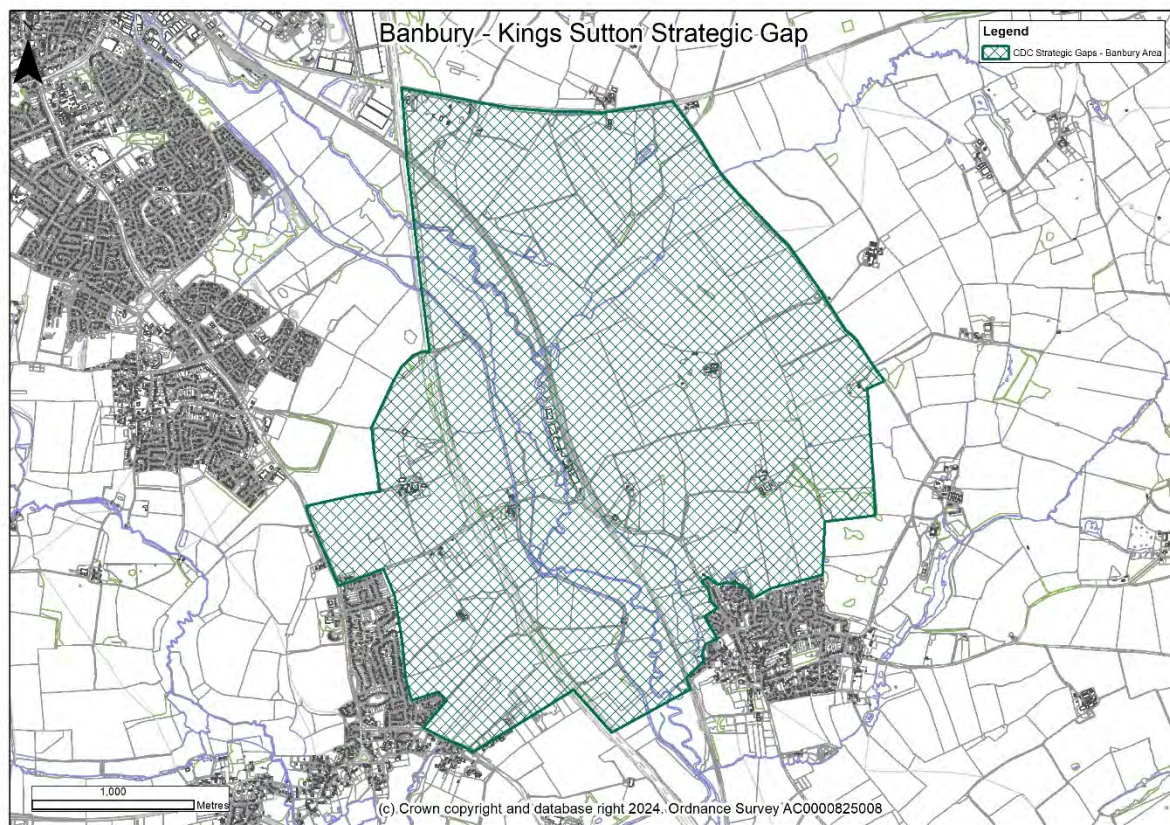 Banbury - Kings Sutton Strategic Gap
Legend
CDC Strategic Gaps - Banbury Area
N
1,000
Metres
(c) Crown copyright and database right 2024. Ordnance Survey AC0000825008